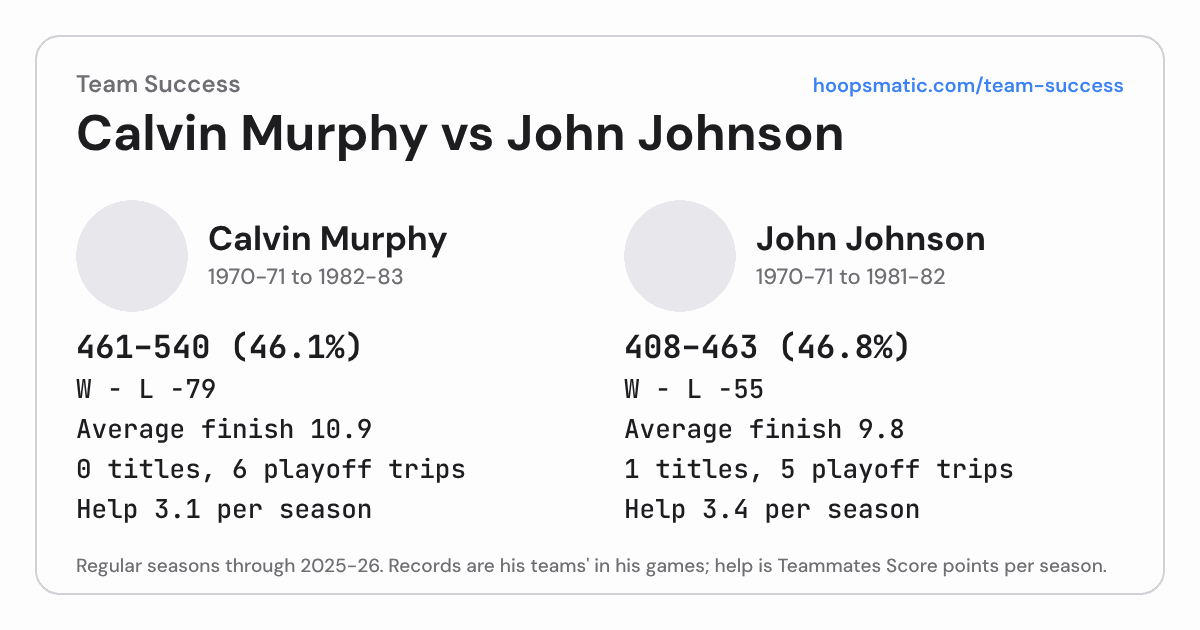 Team Success
hoopsmatic.com/team-success
Calvin Murphy vs John Johnson
Calvin Murphy
1970-71 to 1982-83
461-540 (46.1%)
W - L -79
Average finish 10.9
0 titles, 6 playoff trips
Help 3.1 per season
John Johnson
1970-71 to 1981-82
408-463 (46.8%)
W - L -55
Average finish 9.8
1 titles, 5 playoff trips
Help 3.4 per season
Regular seasons through 2025-26. Records are his teams' in his games; help is Teammates Score points per season.